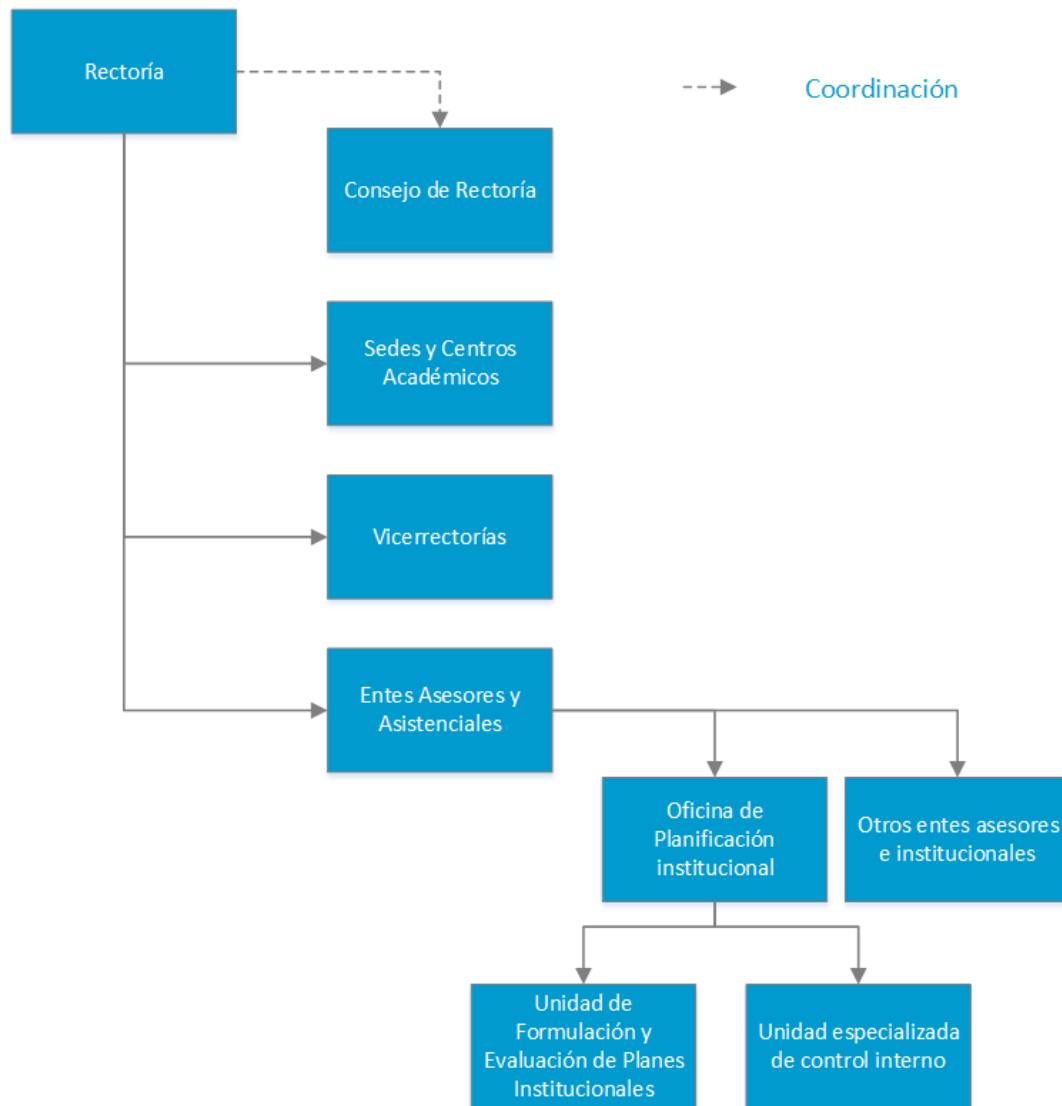 Rectoría
Coordinación
Consejo de Rectoría
Sedes y Centros
Académicos
Vicerrectorías
Entes Asesores y
Asistenciales
Oficina de
Planificación
institucional
Otros entes asesores
e institucionales
Unidad de
Formulación y
Evaluación de Planes
Institucionales
Unidad especializada
de control interno